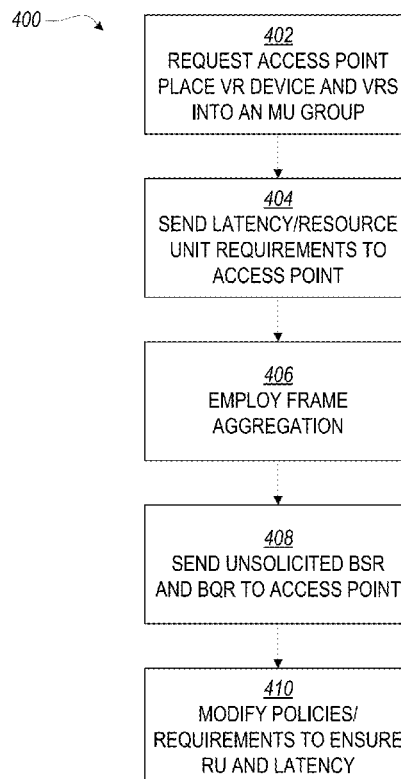 400
402
REQUEST ACCESS POINT
PLACE VR DEVICE AND VRS
INTO AN MU GROUP
404
SEND LATENCY/RESOURCE
UNIT REQUIREMENTS TO
ACCESS POINT
406
EMPLOY FRAME
AGGREGATION
408
SEND UNSOLICITED BSR
AND BQR TO ACCESS POINT
410
MODIFY POLICIES/
REQUIREMENTS TO ENSURE
RU AND LATENCY